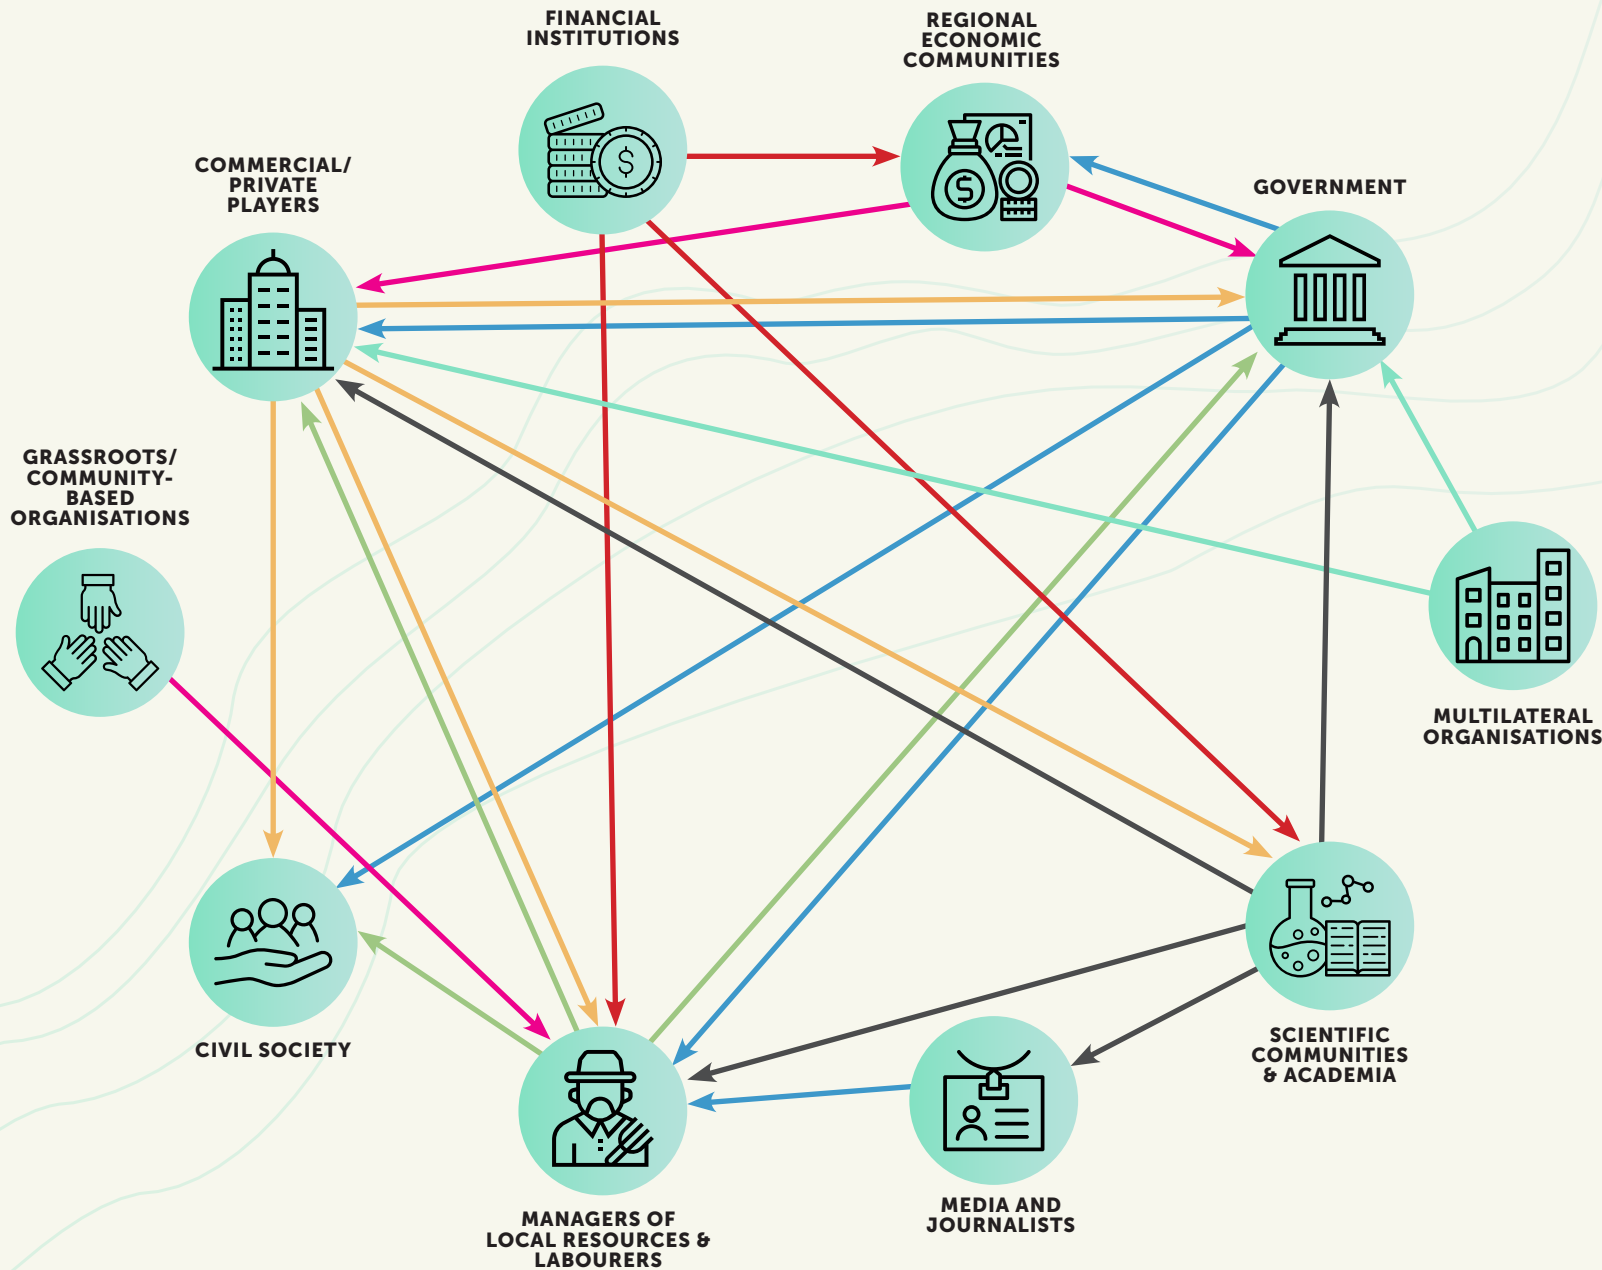 FINANCIAL
INSTITUTIONS
REGIONAL
ECONOMIC
COMMUNITIES
COMMERCIAL/
PRIVATE
PLAYERS
GOVERNMENT
$
$
GRASSROOTS/
COMMUNITY-
BASED
ORGANISATIONS
MULTILATERAL
ORGANISATIONS
CIVIL SOCIETY
SCIENTIFIC
COMMUNITIES
& ACADEMIA
MEDIA AND
JOURNALISTS
MANAGERS OF
LOCAL RESOURCES &
LABOURERS